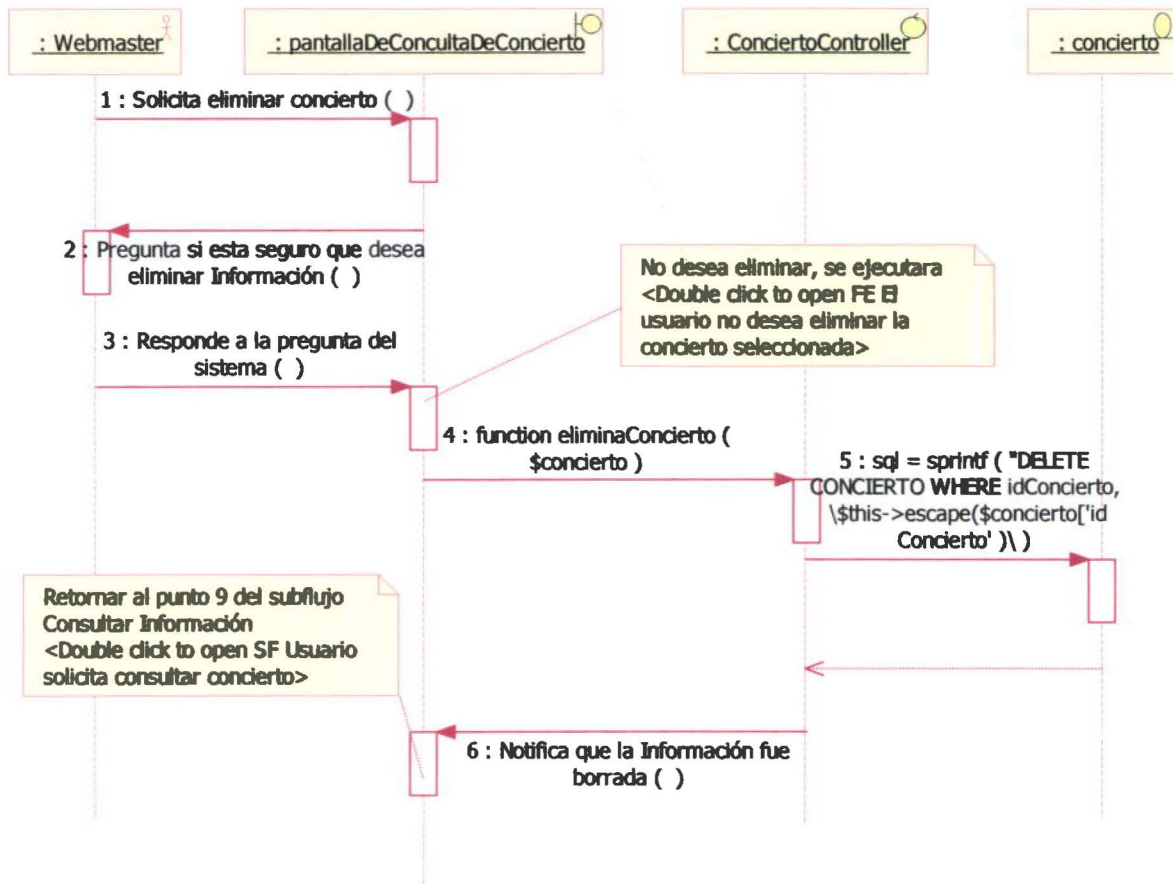 : Webmaster
: pantallaDeConcultaDeConcierto
: ConciertoController
: concierto
1 : Solicita eliminar concierto ( )
2 : Pregunta si esta seguro que desea
eliminar Información ( )
No desea eliminar, se ejecutara
<Double click to open FE El
usuario no desea eliminar la
concierto seleccionada>
3 : Responde a la pregunta del
sistema ( )
4 : function eliminaConcierto (
$concierto )
5 : sql = sprintf ( "DELETE
CONCIERTO WHERE idConcierto,
\$this->escape($concierto['id
Concierto' )\ )
Retornar al punto 9 del subflujo
Consultar Información
<Double click to open SF Usuario
solicita consultar concierto>
6 : Notifica que la Información fue
borrada ( )